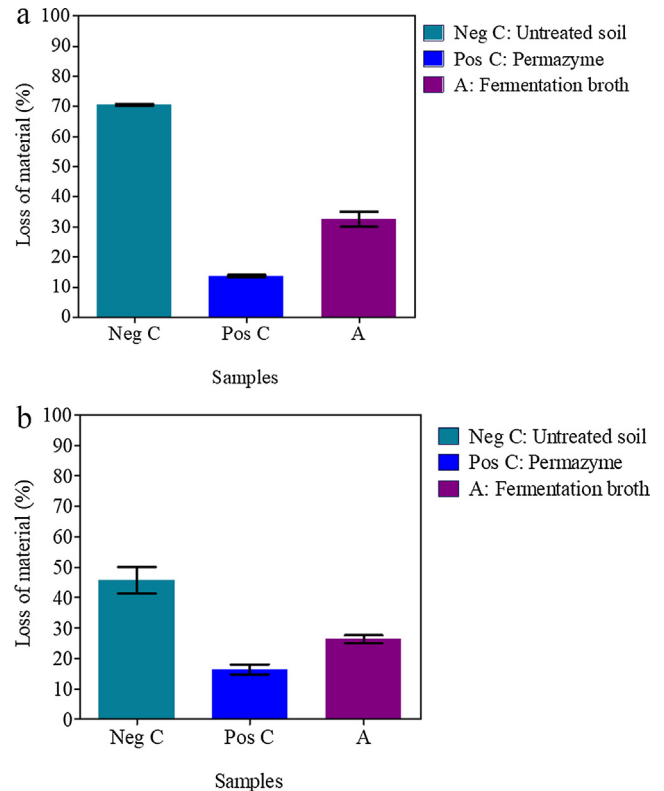 a
100
90
80
70
60
50
40
30
20
10
0
Loss of material (%)
Neg C Pos C A
Samples
Neg C: Untreated soil
Pos C: Permazyme
A: Fermentation broth
b
100
90
80
70
60
50
40
30
20
10
0
Loss of material (%)
Neg C Pos C A
Samples
Neg C: Untreated soil
Pos C: Permazyme
A: Fermentation broth